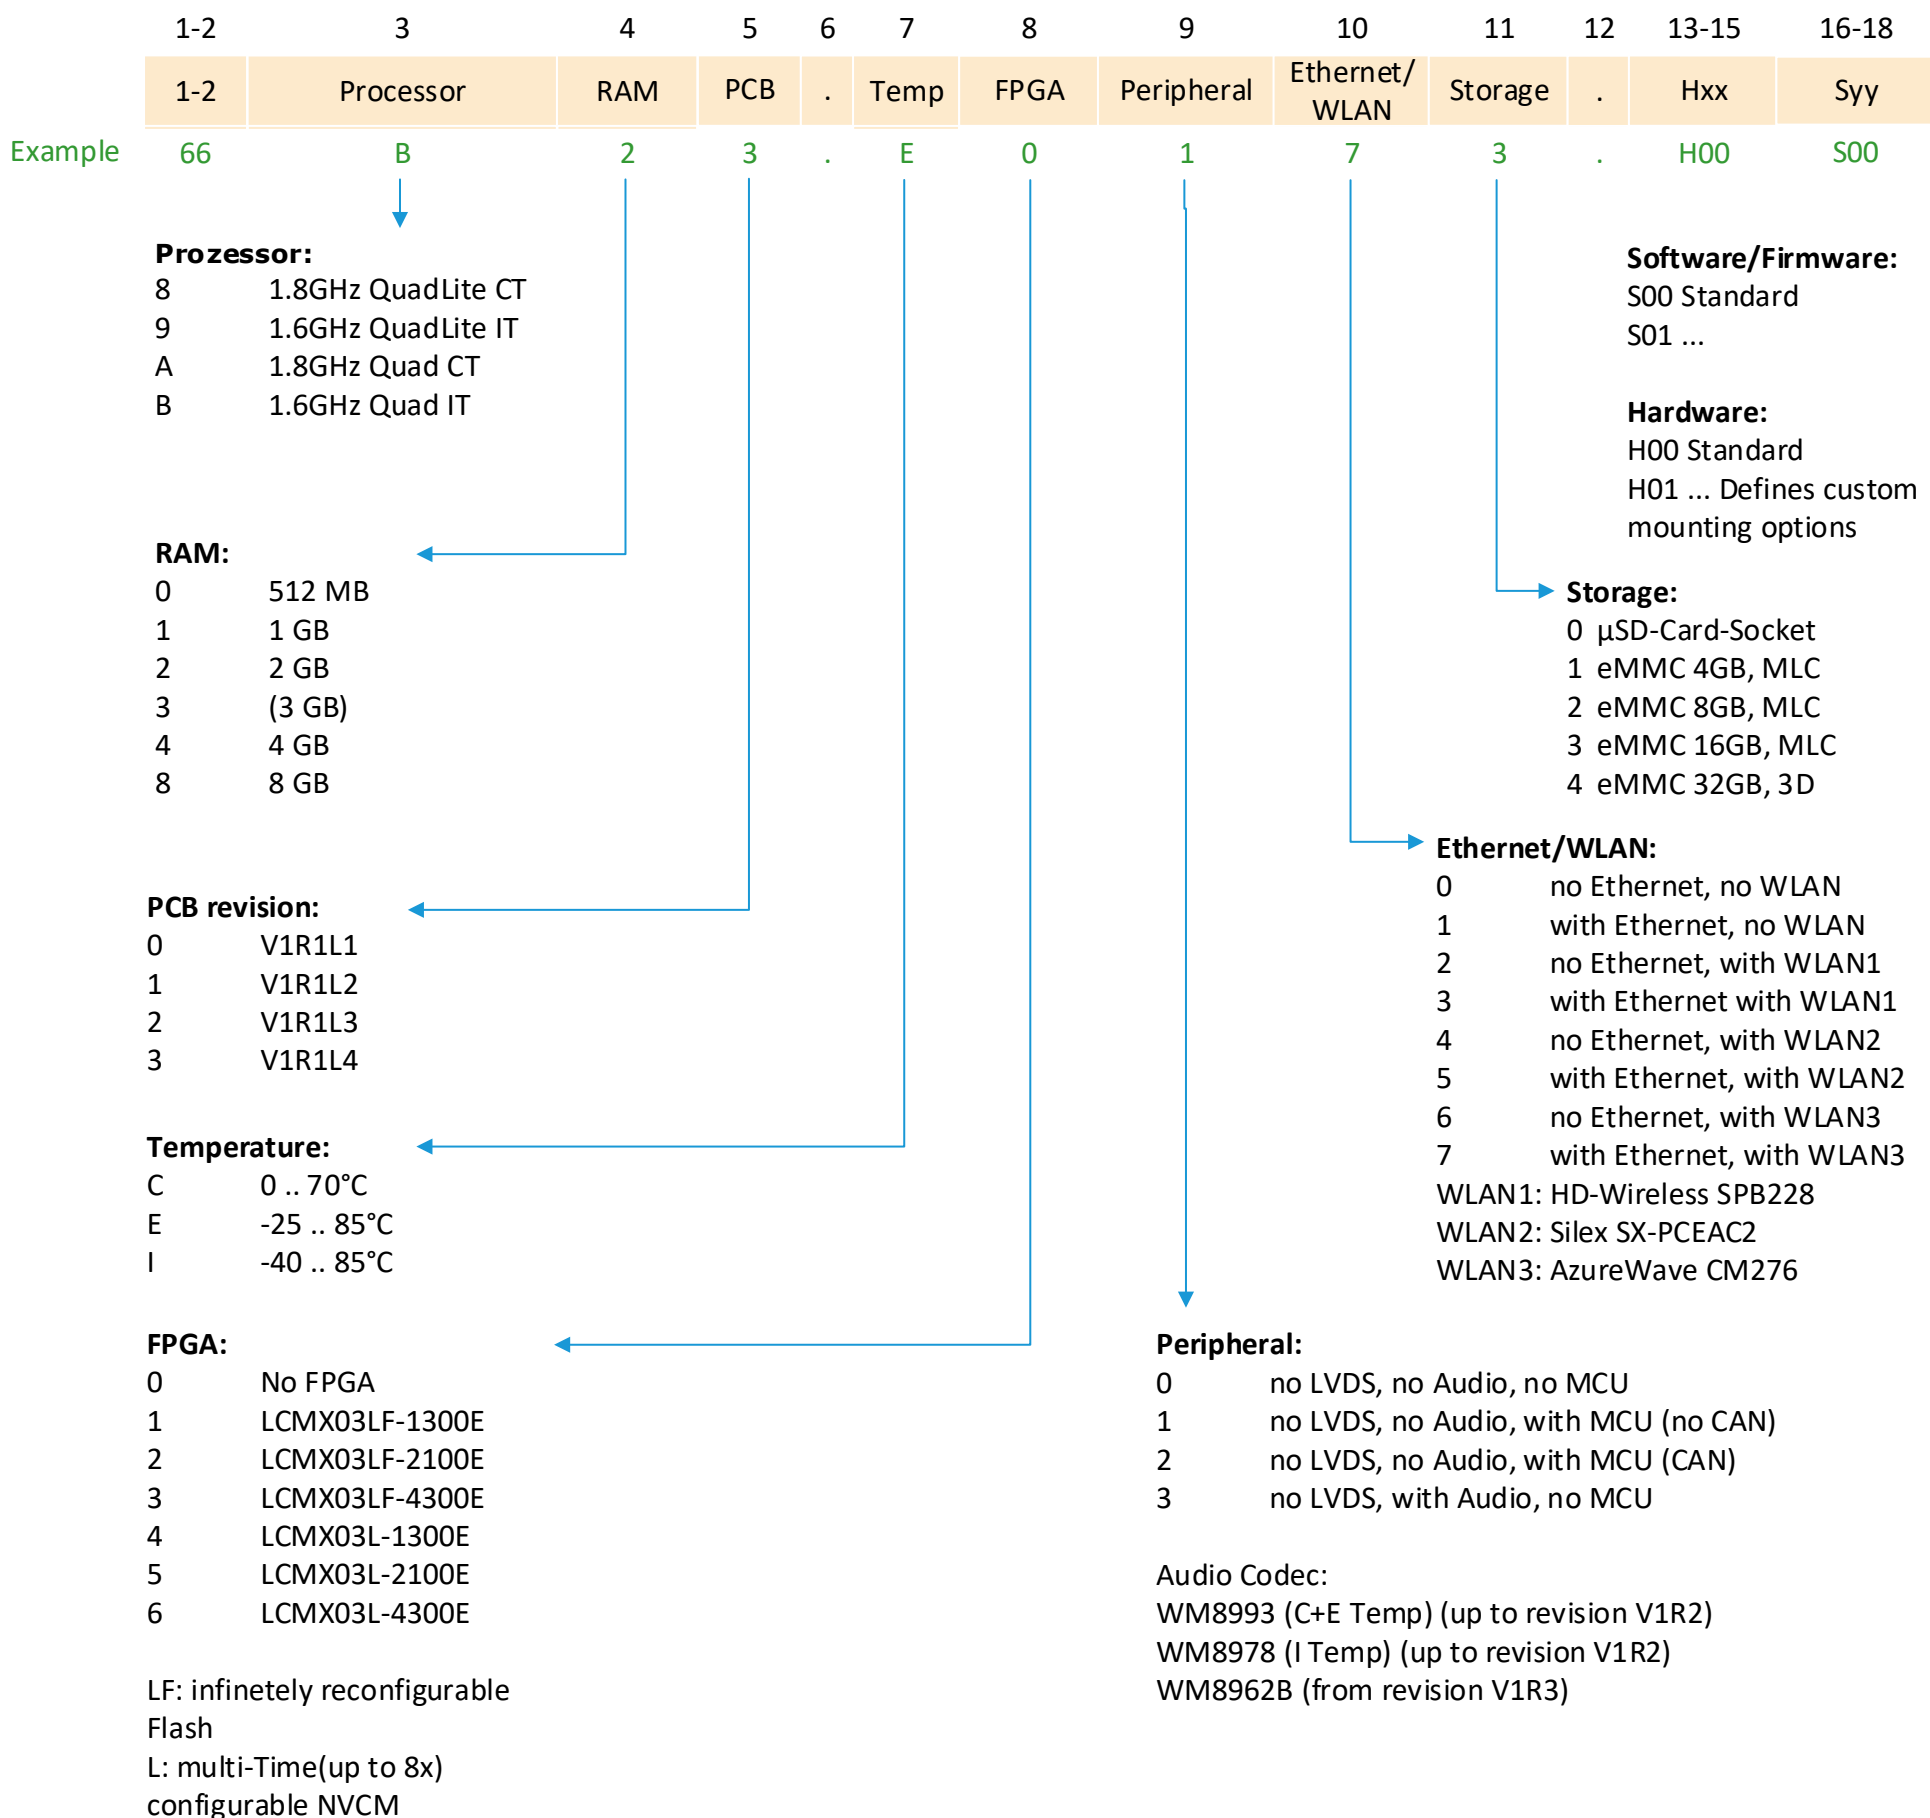 1-2 3 4 5 6 7 8 9 10 11 12 13-15 16-18
1-2 Processor RAM PCB . Temp FPGA Peripheral Ethernet/ WLAN Storage . Hxx Syy
Example 66 B 2 3 . E 0 1 7 3 . H00 S00
Prozessor:
8 1.8GHz QuadLite CT
9 1.6GHz QuadLite IT
A 1.8GHz Quad CT
B 1.6GHz Quad IT
RAM:
0 512 MB
1 1 GB
2 2 GB
3 (3 GB)
4 4 GB
8 8 GB
PCB revision:
0 V1R1L1
1 V1R1L2
2 V1R1L3
3 V1R1L4
Temperature:
C 0 .. 70°C
E -25 .. 85°C
I -40 .. 85°C
FPGA:
0 No FPGA
1 LCMX03LF-1300E
2 LCMX03LF-2100E
3 LCMX03LF-4300E
4 LCMX03L-1300E
5 LCMX03L-2100E
6 LCMX03L-4300E
LF: infinetely reconfigurable
Flash
L: multi-Time(up to 8x)
configurable NVCM
Software/Firmware:
S00 Standard
S01 ...
Hardware:
H00 Standard
H01 ... Defines custom
mounting options
Storage:
0 µSD-Card-Socket
1 eMMC 4GB, MLC
2 eMMC 8GB, MLC
3 eMMC 16GB, MLC
4 eMMC 32GB, 3D
Ethernet/WLAN:
0 no Ethernet, no WLAN
1 with Ethernet, no WLAN
2 no Ethernet, with WLAN1
3 with Ethernet with WLAN1
4 no Ethernet, with WLAN2
5 with Ethernet, with WLAN2
6 no Ethernet, with WLAN3
7 with Ethernet, with WLAN3
WLAN1: HD-Wireless SPB228
WLAN2: Silex SX-PCEAC2
WLAN3: AzureWave CM276
Peripheral:
0 no LVDS, no Audio, no MCU
1 no LVDS, no Audio, with MCU (no CAN)
2 no LVDS, no Audio, with MCU (CAN)
3 no LVDS, with Audio, no MCU
Audio Codec:
WM8993 (C+E Temp) (up to revision V1R2)
WM8978 (I Temp) (up to revision V1R2)
WM8962B (from revision V1R3)